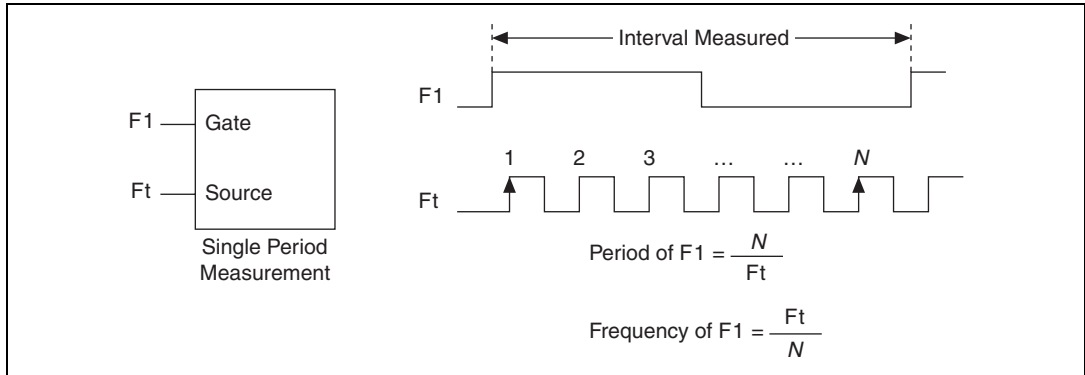 Interval Measured
F1
F1 Gate
1 2 3 … … N
Ft Source
Ft
Single Period
Measurement
Period of F1 = N
Ft
Frequency of F1 = Ft
N